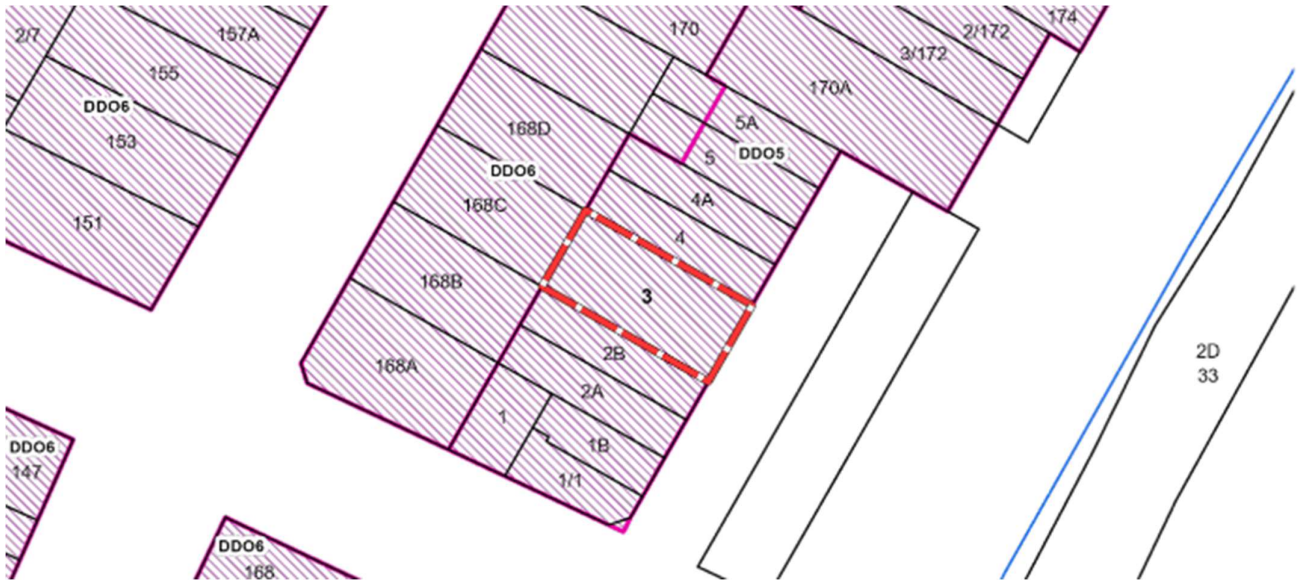 174
170
2/172
2/7
157A
3/172
155
170A
DDO6
5A
168D
153
DDO5
5
DDO6
4A
168C
151
4
168B
3
2D
2B
168A
33
2A
1
1B
DDO6
147
1/1
DDO6
168